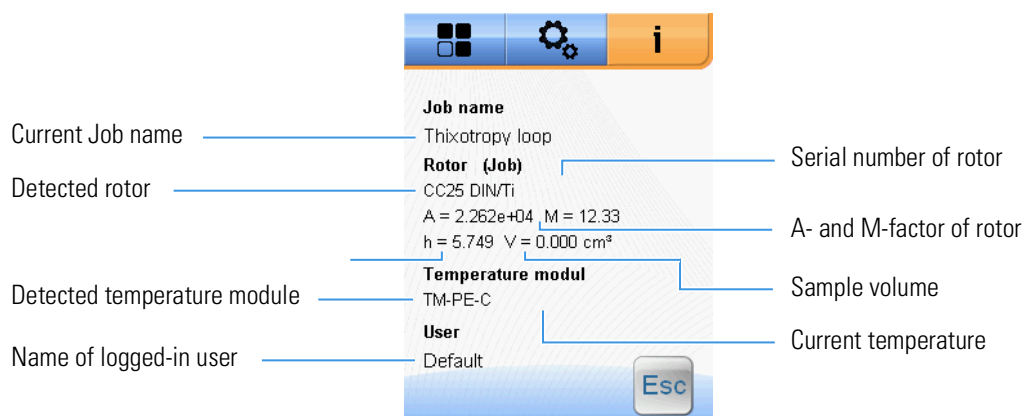 i
Job name
Current Job name
Thixotropy loop
Rotor (Job)
Serial number of rotor
Detected rotor
CC25 DIN/Ti
A = 2.262e+04 M = 12.33
A- and M-factor of rotor
h = 5.749 V = 0.000 cm³
Temperature modul
Sample volume
Detected temperature module
TM-PE-C
User
Current temperature
Name of logged-in user
Default
Esc